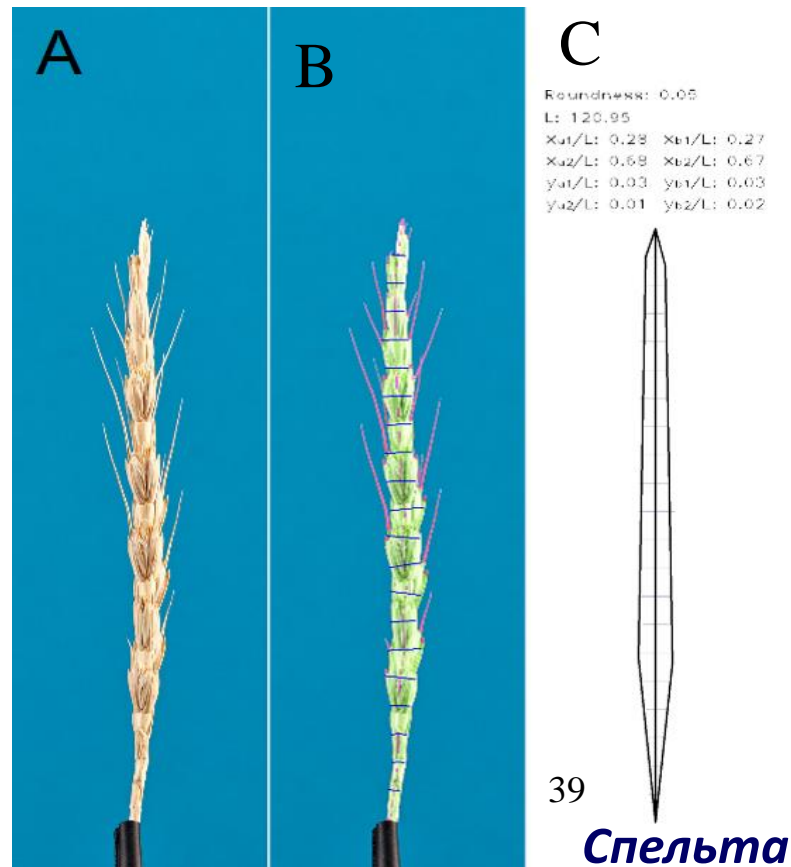 A
B
C
Roundness: 0.05
L: 120.95
xa1/L: 0.28 xb1/L: 0.27
xa2/L: 0.68 xb2/L: 0.67
ya1/L: 0.03 yb1/L: 0.03
ya2/L: 0.01 yb2/L: 0.02
39
Спельта